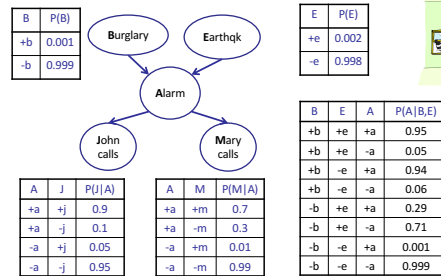 B P(B)
+b 0.001
-b 0.999
Burglary
Earthqk
E P(E)
+e 0.002
-e 0.998
Alarm
John
calls
Mary
calls
B E A P(A|B,E)
+b +e +a 0.95
+b +e -a 0.05
+b -e +a 0.94
+b -e -a 0.06
-b +e +a 0.29
-b +e -a 0.71
-b -e +a 0.001
-b -e -a 0.999
A J P(J|A)
+a +j 0.9
+a -j 0.1
-a +j 0.05
-a -j 0.95
A M P(M|A)
+a +m 0.7
+a -m 0.3
-a +m 0.01
-a -m 0.99